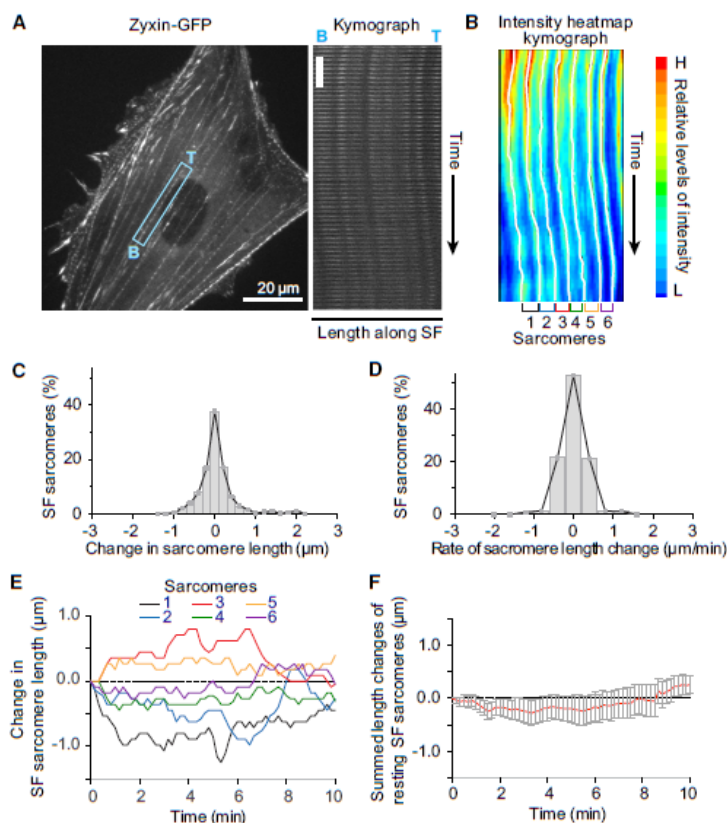 A
Zyxin-GFP
Kymograph
B
T
T
B
20 µm
Time
Length along SF
B
Intensity heatmap
kymograph
Time
H
Relative levels of intensity
L
1 2 3 4 5 6
Sarcomeres
C
SF sarcomeres (%)
40
20
0
-3 -2 -1 0 1 2 3
Change in sarcomere length (µm)
D
SF sarcomeres (%)
40
20
0
-3 -2 -1 0 1 2 3
Rate of sacromere length change (µm/min)
E
Sarcomeres
1 3 5
2 4 6
Change in
SF sarcomere length (µm)
1.0
0.0
-1.0
0 2 4 6 8 10
Time (min)
F
Summed length changes of
resting SF sarcomeres (µm)
1.0
0.0
-1.0
0 2 4 6 8 10
Time (min)